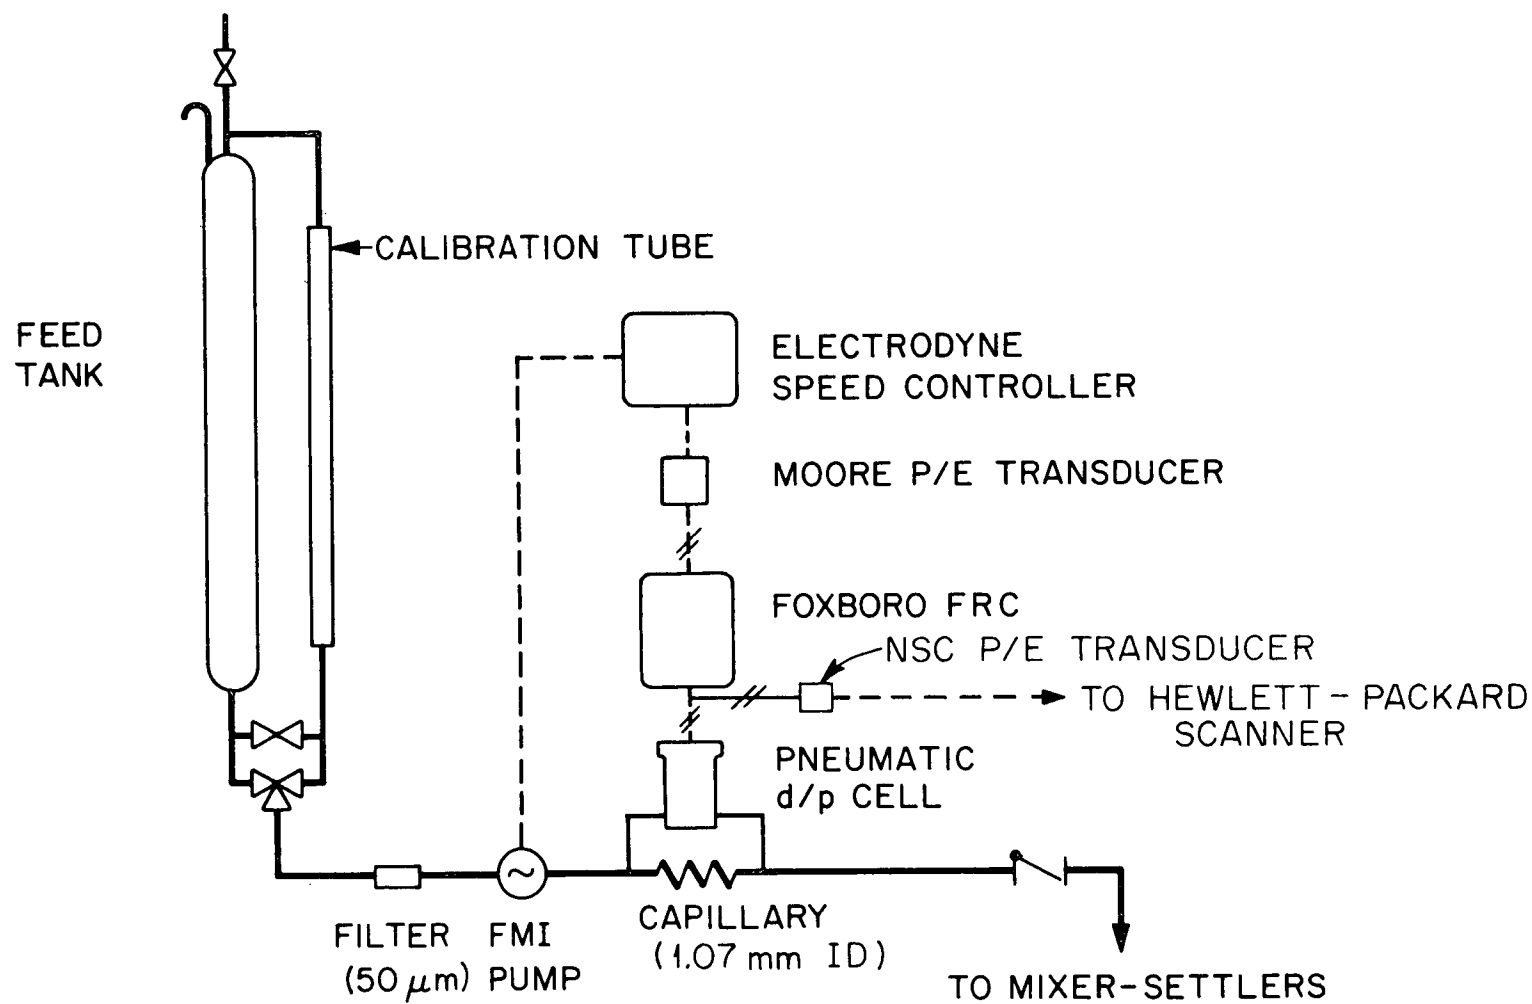 CALIBRATION TUBE
FEED
TANK
ELECTRODYNE
SPEED CONTROLLER
MOORE P/E TRANSDUCER
FOXBORO FRC
NSC P/E TRANSDUCER
TO HEWLETT-PACKARD
SCANNER
PNEUMATIC
d/p CELL
~
CAPILLARY
(1.07 mm ID)
FILTER
(50 μm)
FMI
PUMP
TO MIXER-SETTLERS